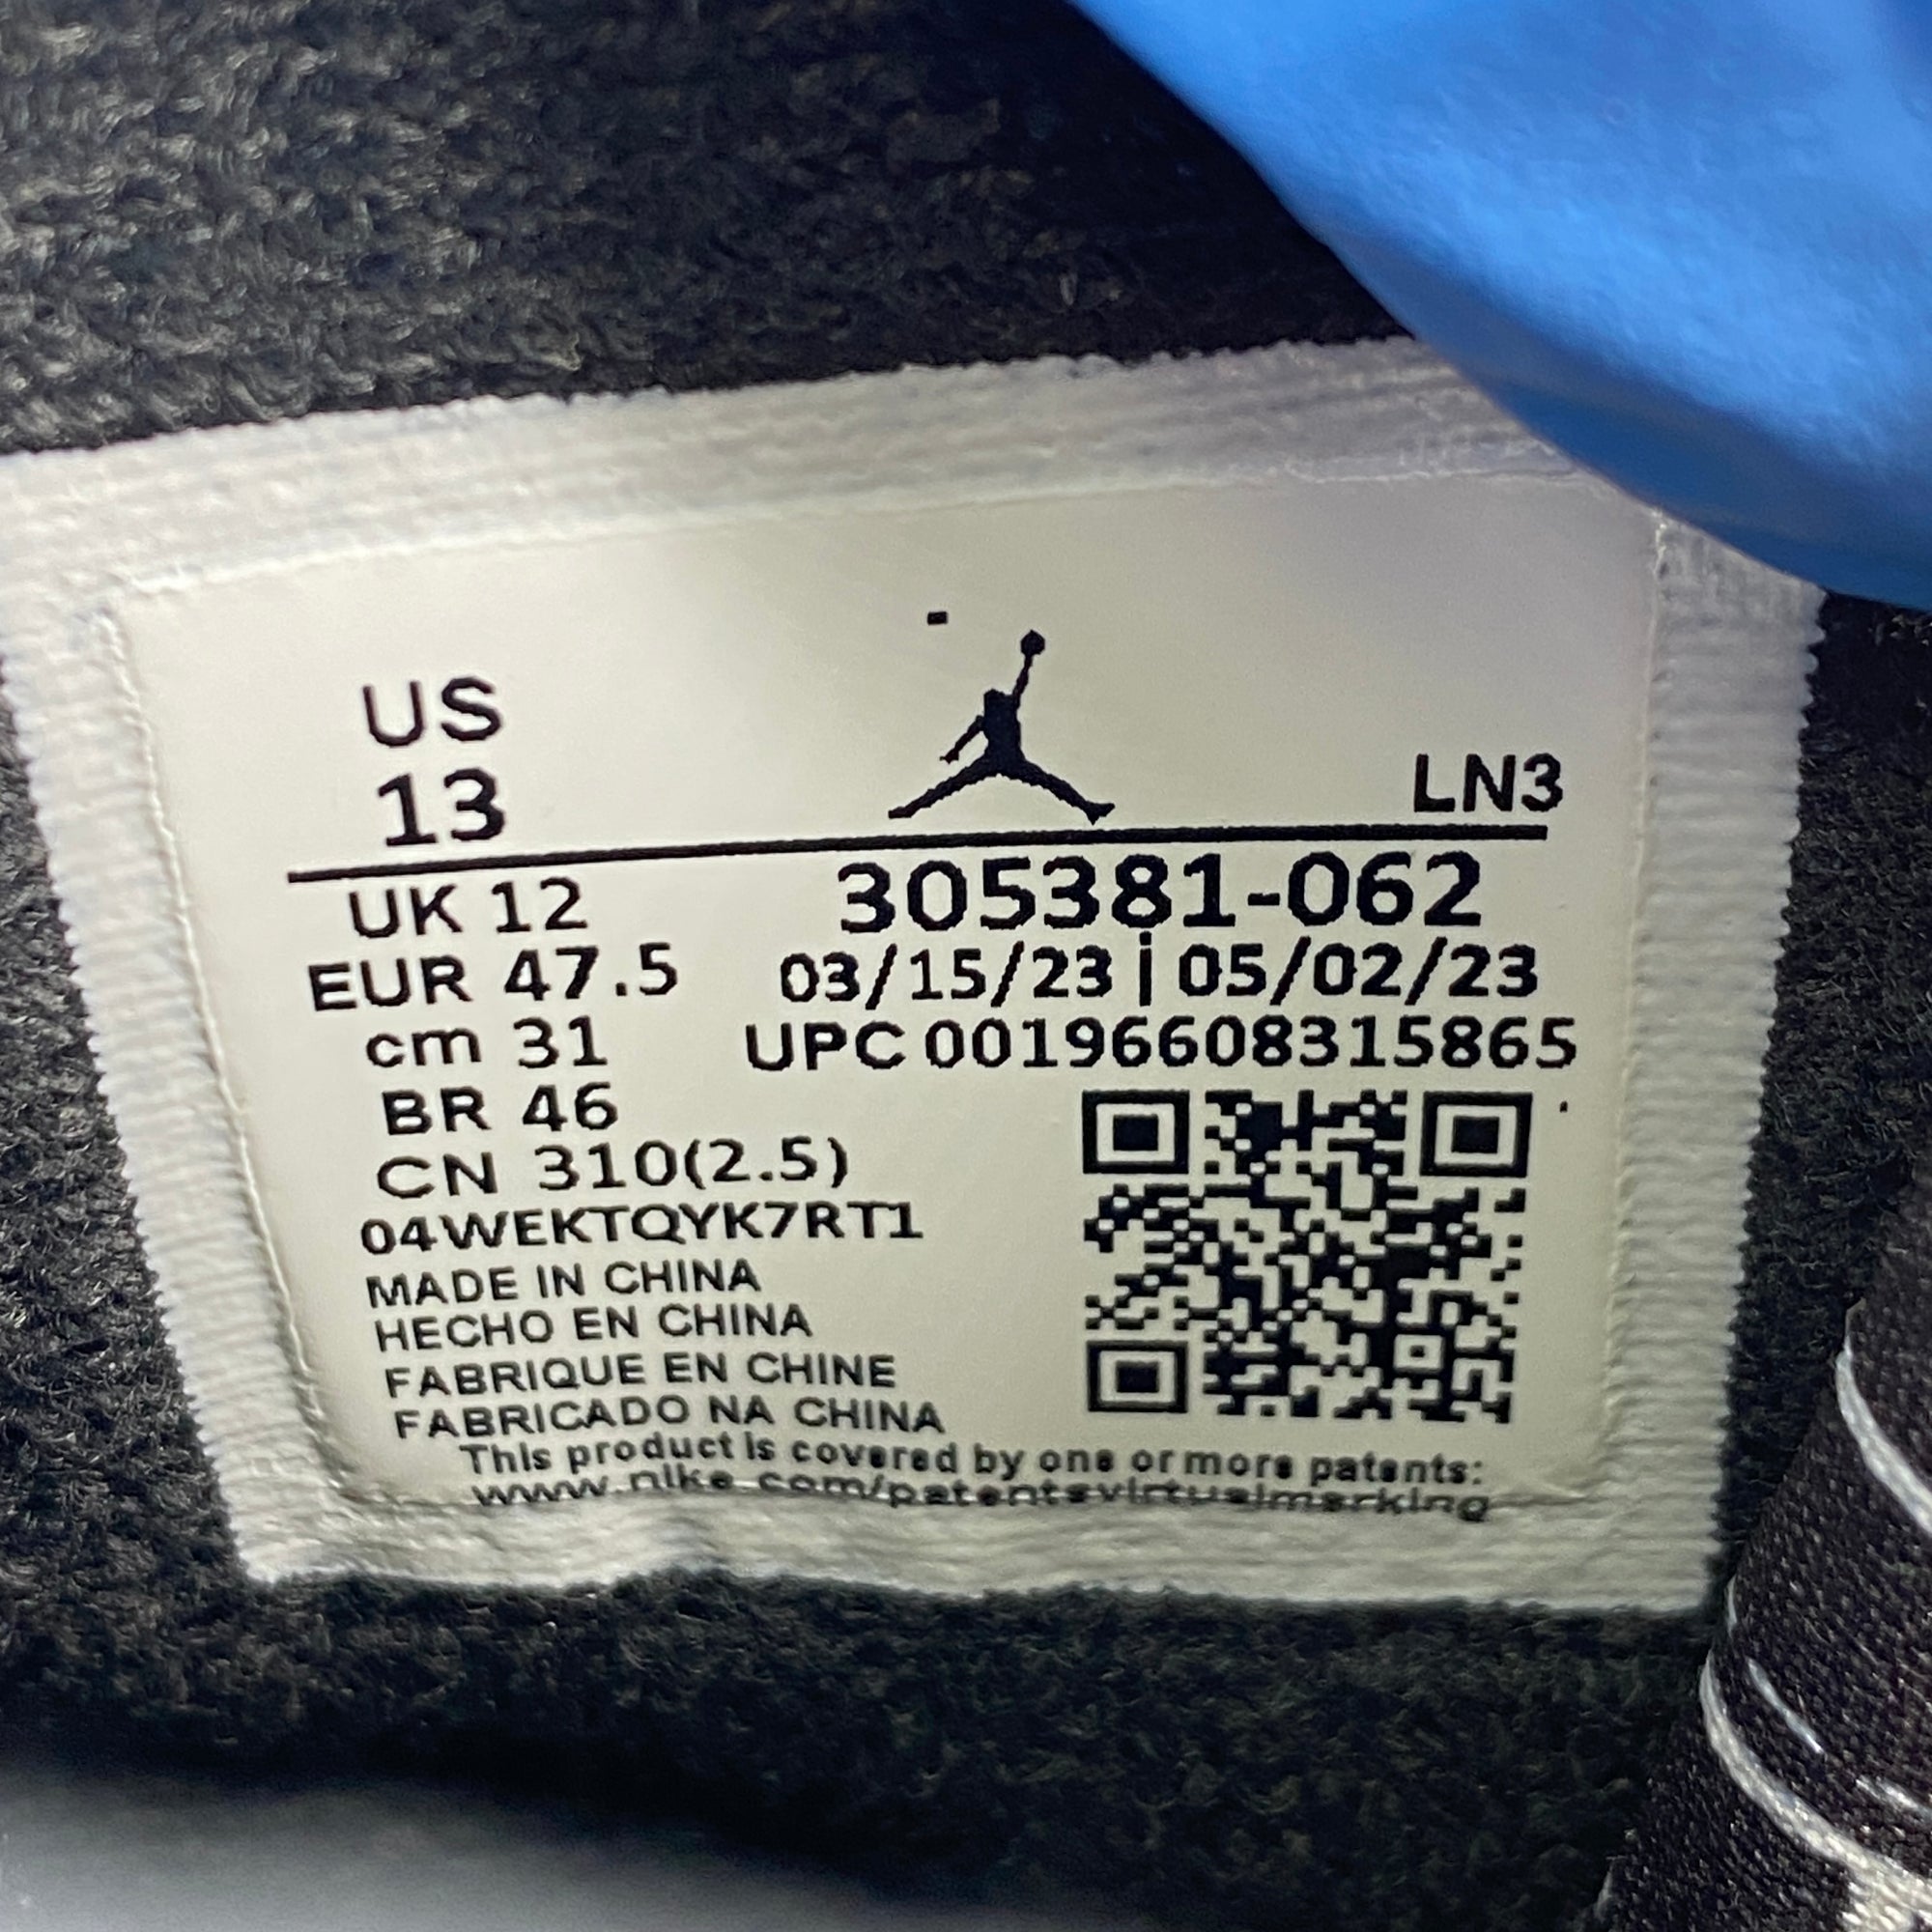 US
13
LN3
UK 12
305381-062
EUR 47.5
03/15/23 | 05/02/23
cm 31
UPC 00196608315865
BR 46
CN 310(2.5)
04WEKTQYK7RT1
MADE IN CHINA
HECHO EN CHINA
FABRIQUE EN CHINE
FABRICADO NA CHINA
This product is covered by one or more patents:
www.nike.com/patentsvirtualmarking